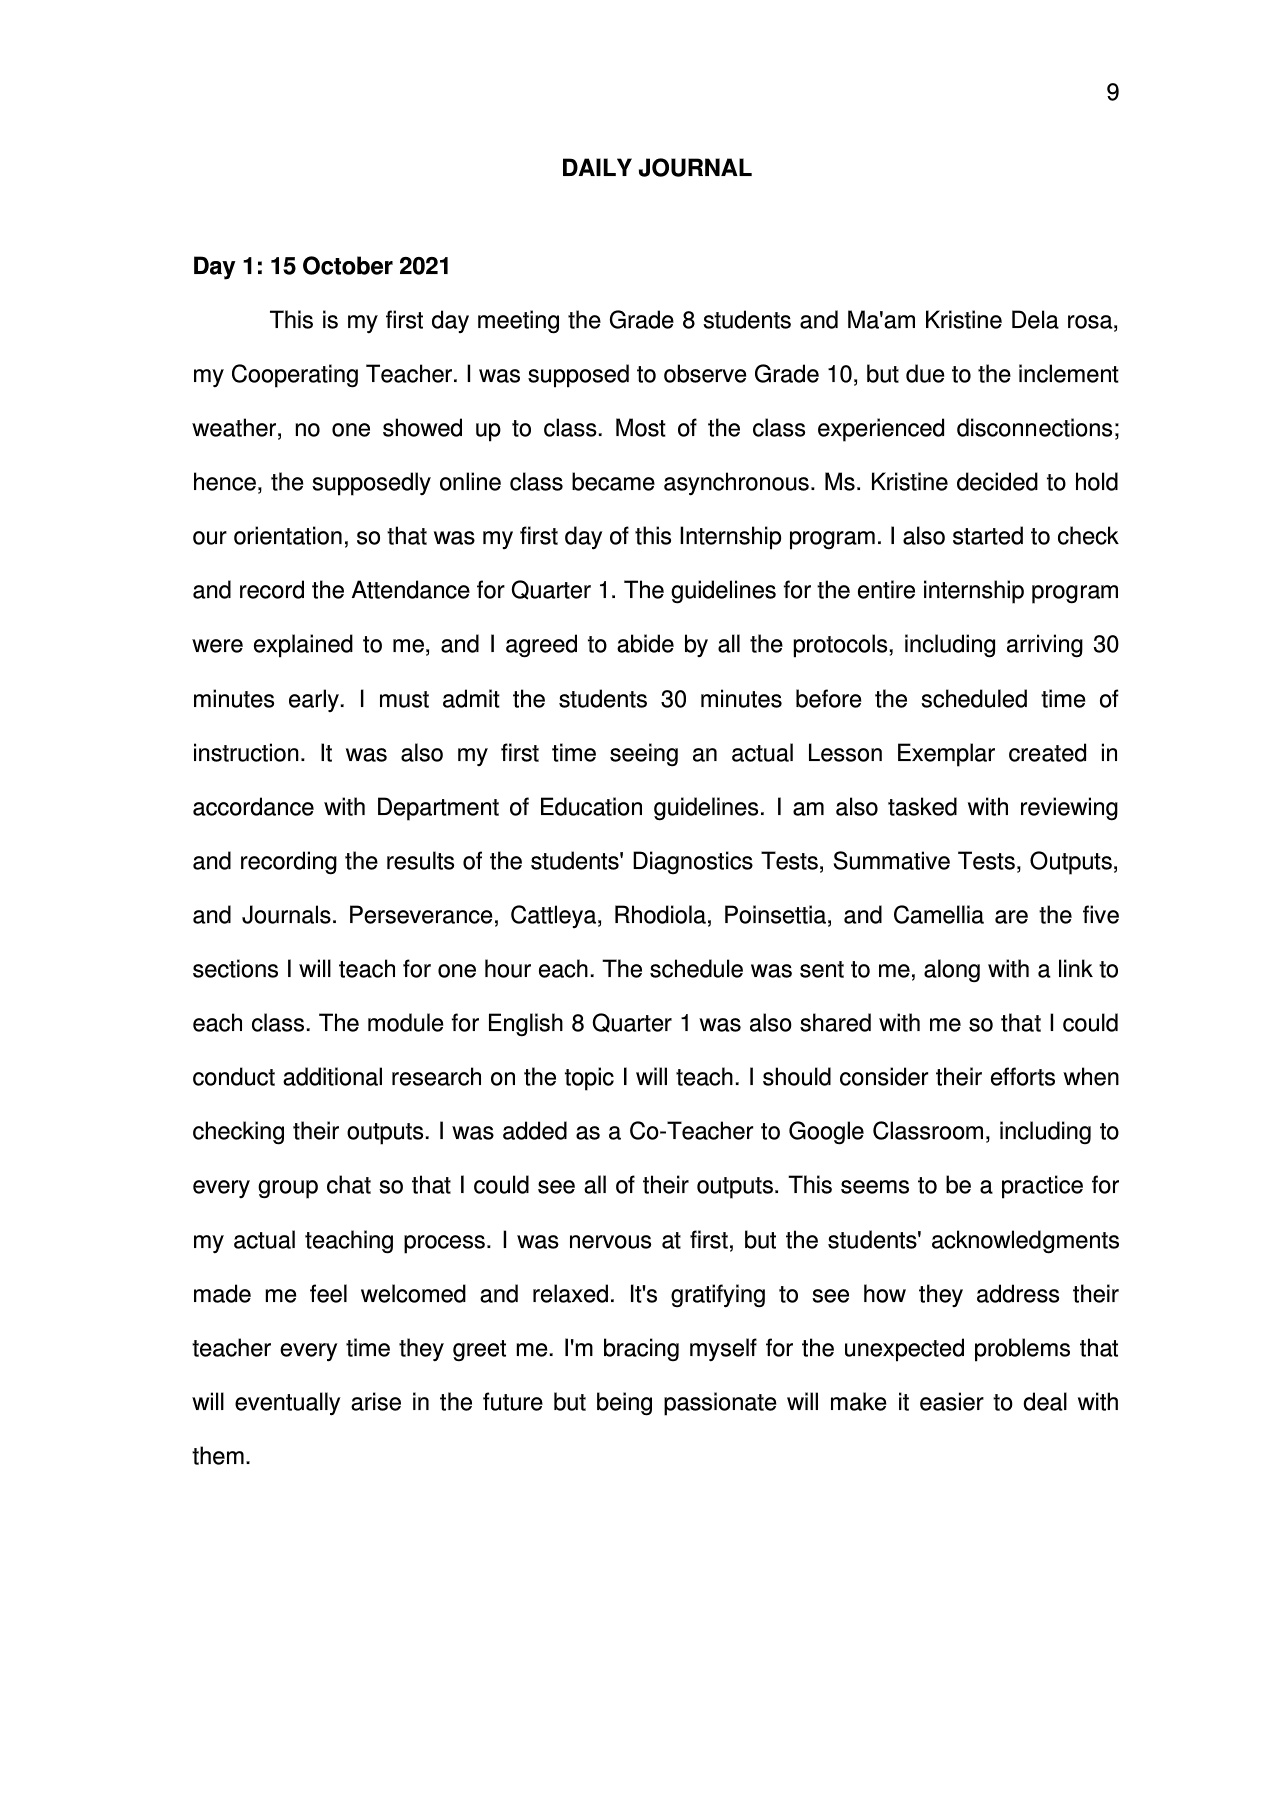 9
DAILY JOURNAL
Day 1: 15 October 2021
This is my first day meeting the Grade 8 students and Ma'am Kristine Dela rosa,
my Cooperating Teacher. I was supposed to observe Grade 10, but due to the inclement
weather, no one showed up to class. Most of the class experienced disconnections;
hence, the supposedly online class became asynchronous. Ms. Kristine decided to hold
our orientation, so that was my first day of this Internship program. I also started to check
and record the Attendance for Quarter 1. The guidelines for the entire internship program
were explained to me, and I agreed to abide by all the protocols, including arriving 30
minutes early. I must admit the students 30 minutes before the scheduled time of
instruction. It was also my first time seeing an actual Lesson Exemplar created in
accordance with Department of Education guidelines. I am also tasked with reviewing
and recording the results of the students' Diagnostics Tests, Summative Tests, Outputs,
and Journals. Perseverance, Cattleya, Rhodiola, Poinsettia, and Camellia are the five
sections I will teach for one hour each. The schedule was sent to me, along with a link to
each class. The module for English 8 Quarter 1 was also shared with me so that I could
conduct additional research on the topic I will teach. I should consider their efforts when
checking their outputs. I was added as a Co-Teacher to Google Classroom, including to
every group chat so that I could see all of their outputs. This seems to be a practice for
my actual teaching process. I was nervous at first, but the students' acknowledgments
made me feel welcomed and relaxed. It's gratifying to see how they address their
teacher every time they greet me. I'm bracing myself for the unexpected problems that
will eventually arise in the future but being passionate will make it easier to deal with
them.